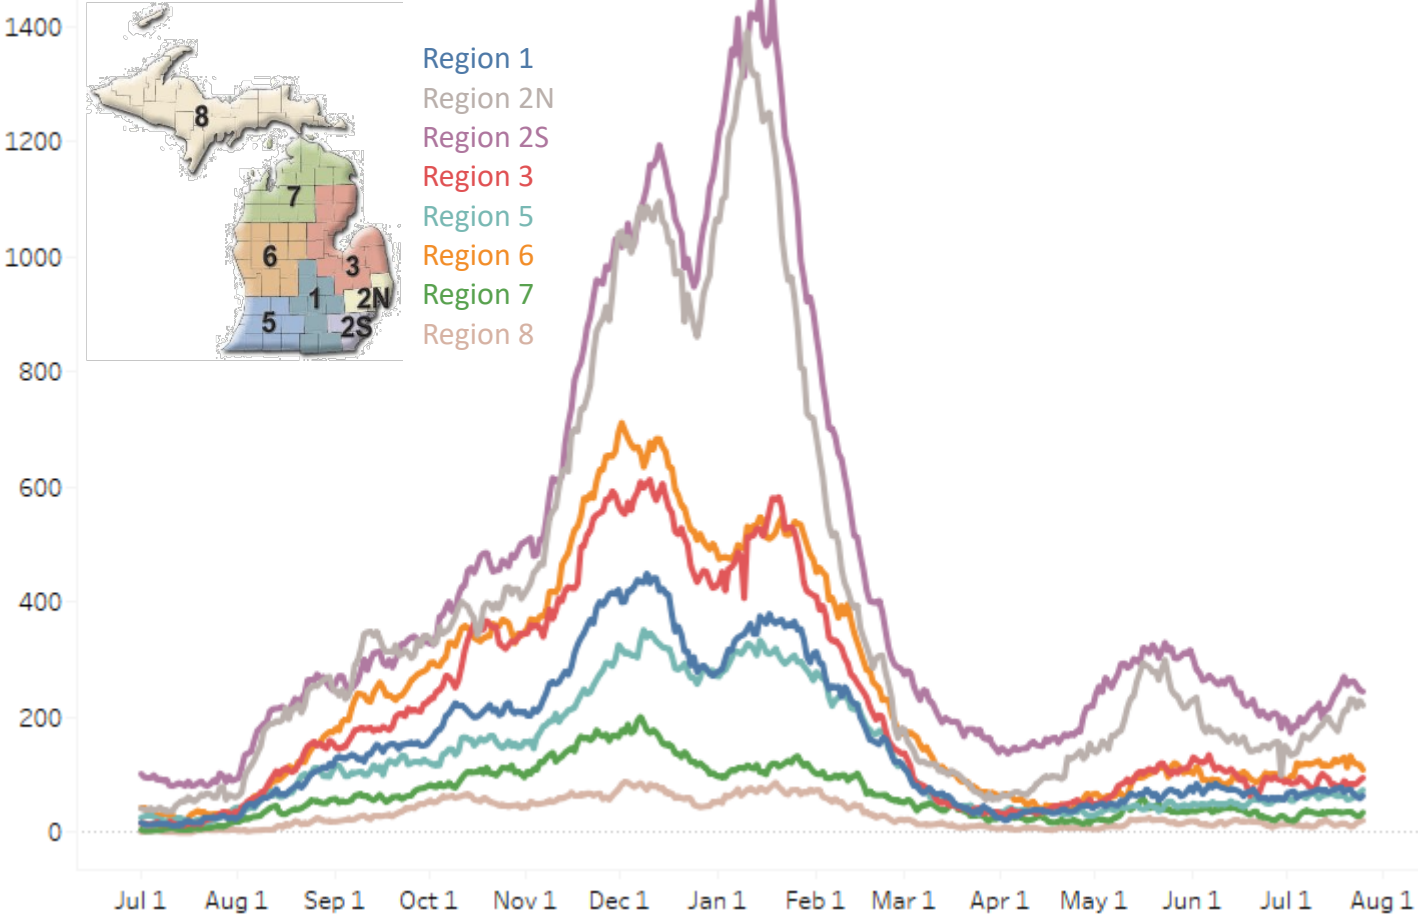 1400
1200
1000
800
600
400
200
0
8
7
6
3
1
2N
5
2S
Region 1
Region 2N
Region 2S
Region 3
Region 5
Region 6
Region 7
Region 8
Jul 1 Aug 1 Sep 1 Oct 1 Nov 1 Dec 1 Jan 1 Feb 1 Mar 1 Apr 1 May 1 Jun 1 Jul 1 Aug 1